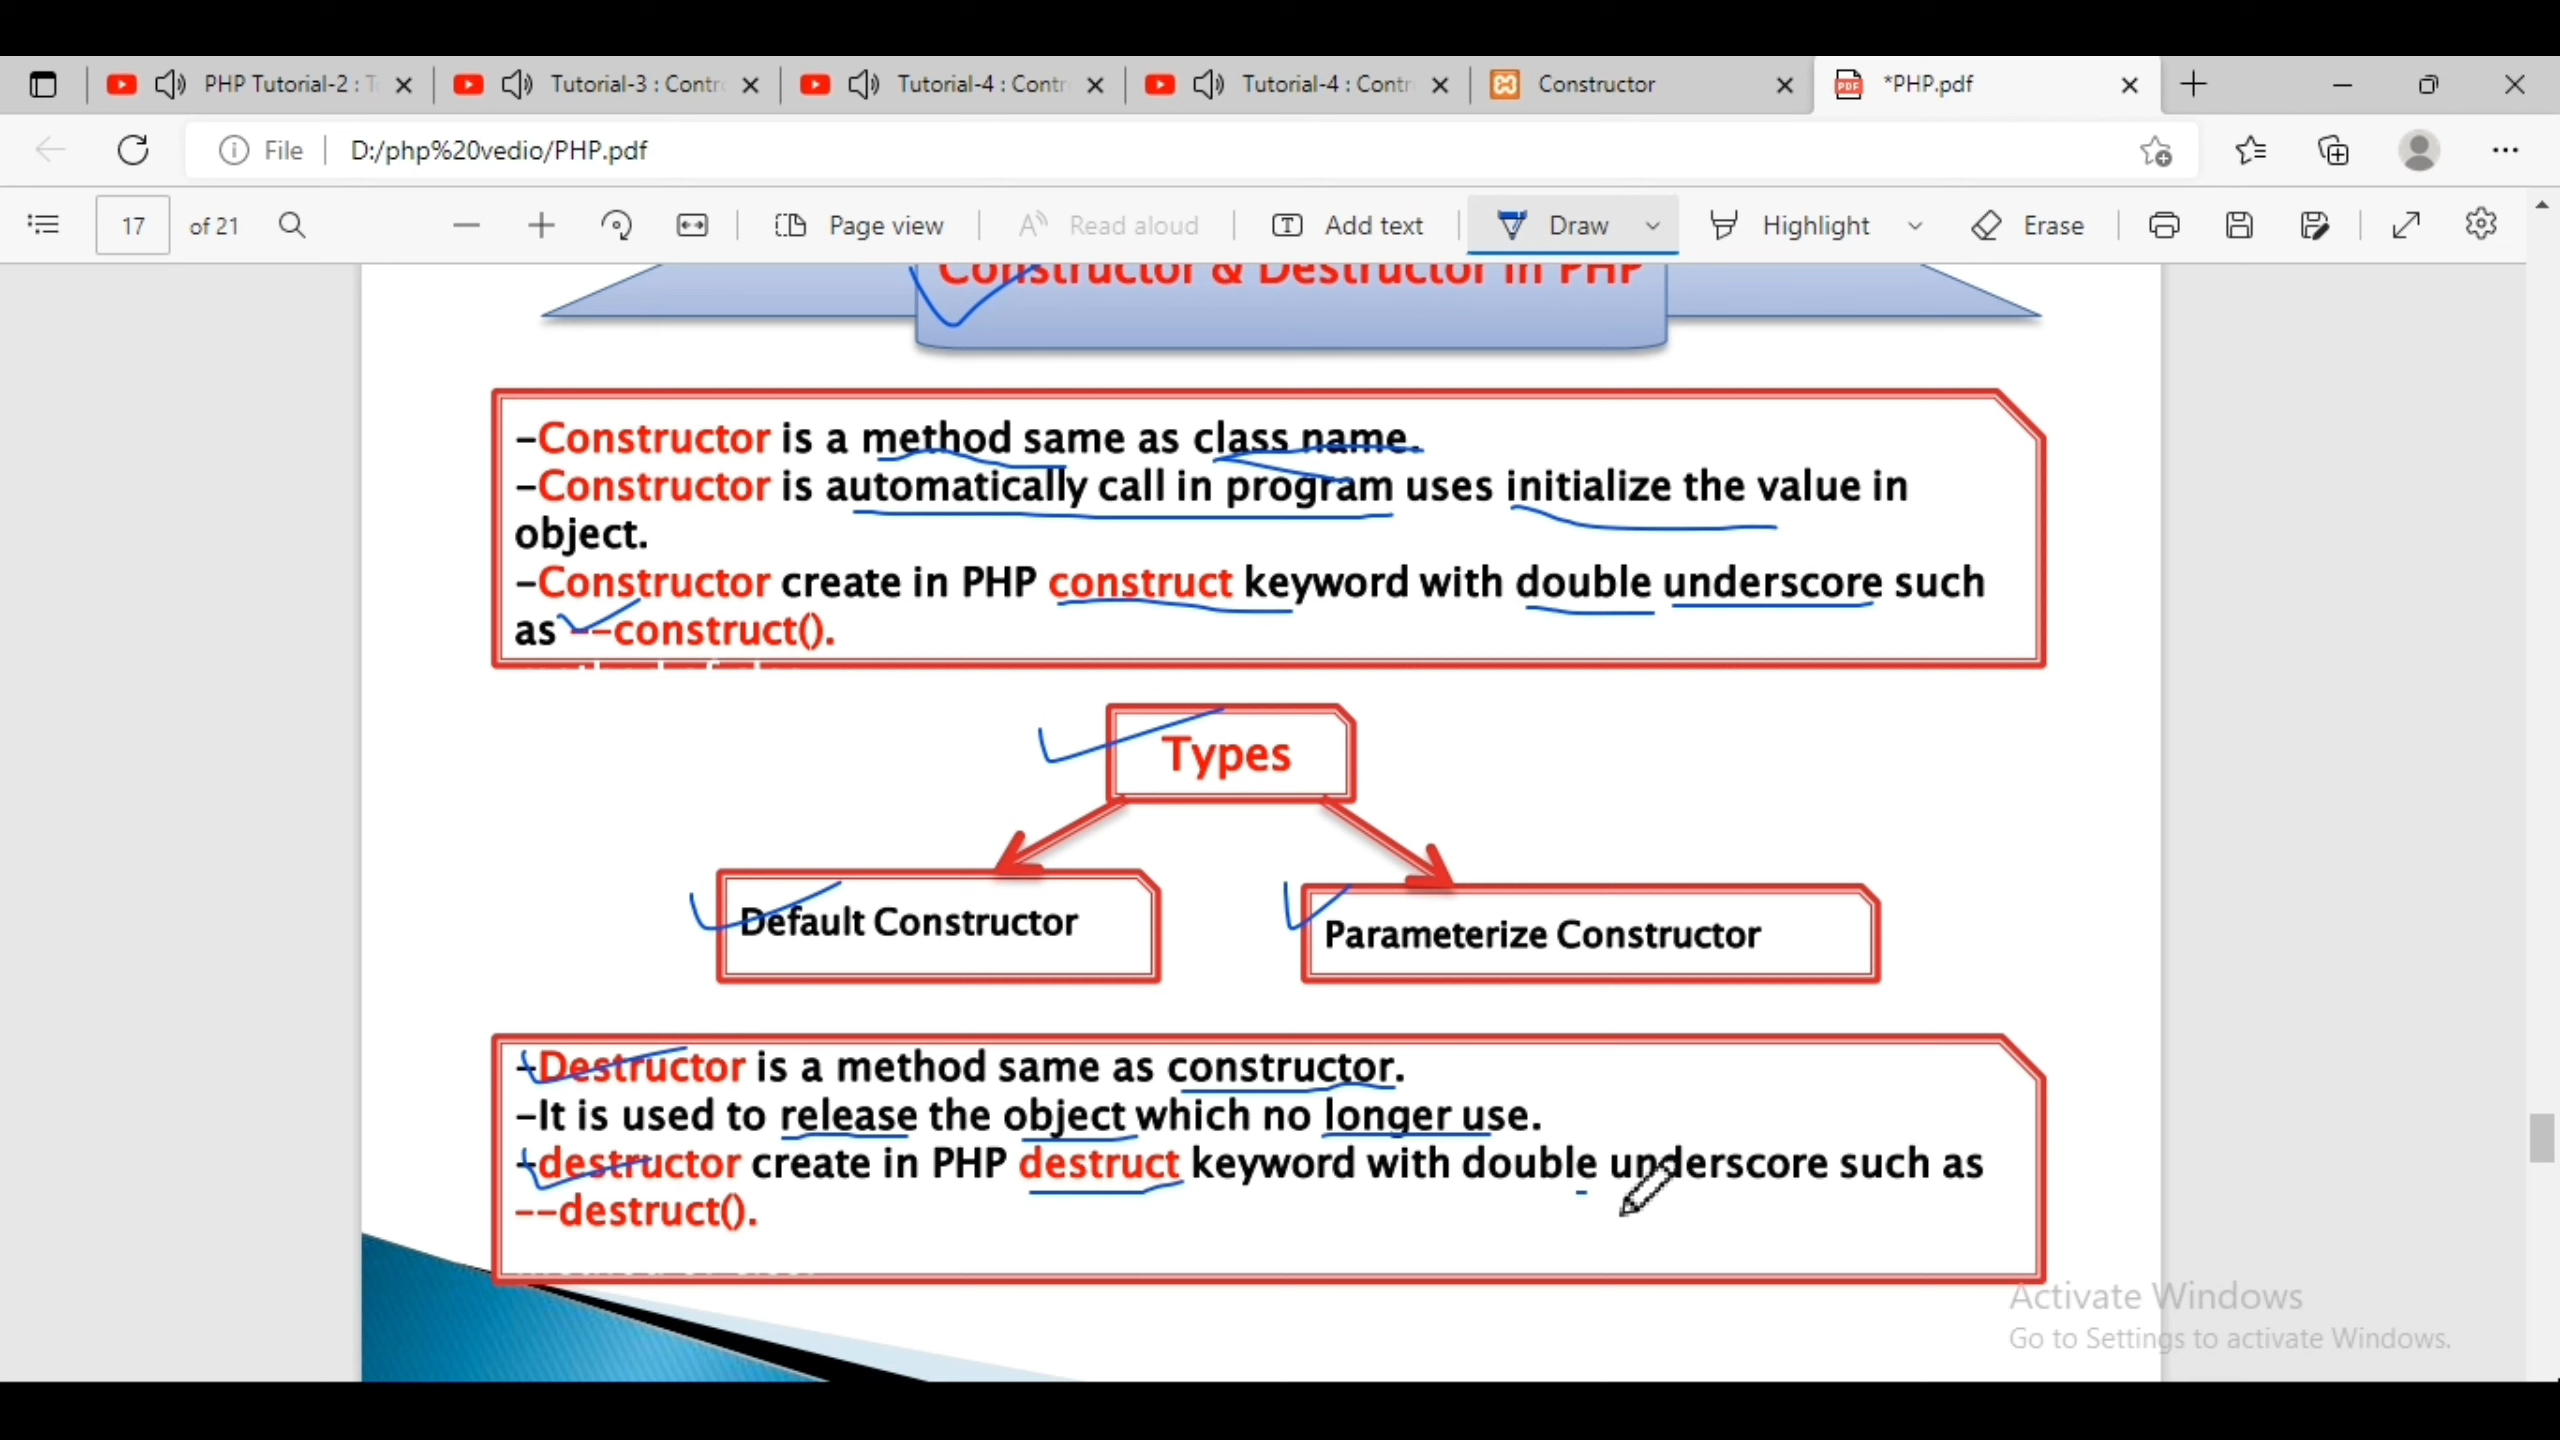 PHP Tutorial-2 : T
Tutorial-3 : Contr
Tutorial-4 : Contr
Tutorial-4 : Contr
Constructor
*PHP.pdf
File
D:/php%20vedio/PHP.pdf
17
of 21
Page view
Read aloud
Add text
Draw
Highlight
Erase
Constructor & Destructor in PHP
-Constructor is a method same as class name.
-Constructor is automatically call in program uses initialize the value in
object.
-Constructor create in PHP construct keyword with double underscore such
as --construct().
Types
Default Constructor
Parameterize Constructor
-Destructor is a method same as constructor.
-It is used to release the object which no longer use.
-destructor create in PHP destruct keyword with double underscore such as
--destruct().
Activate Windows
Go to Settings to activate Windows.